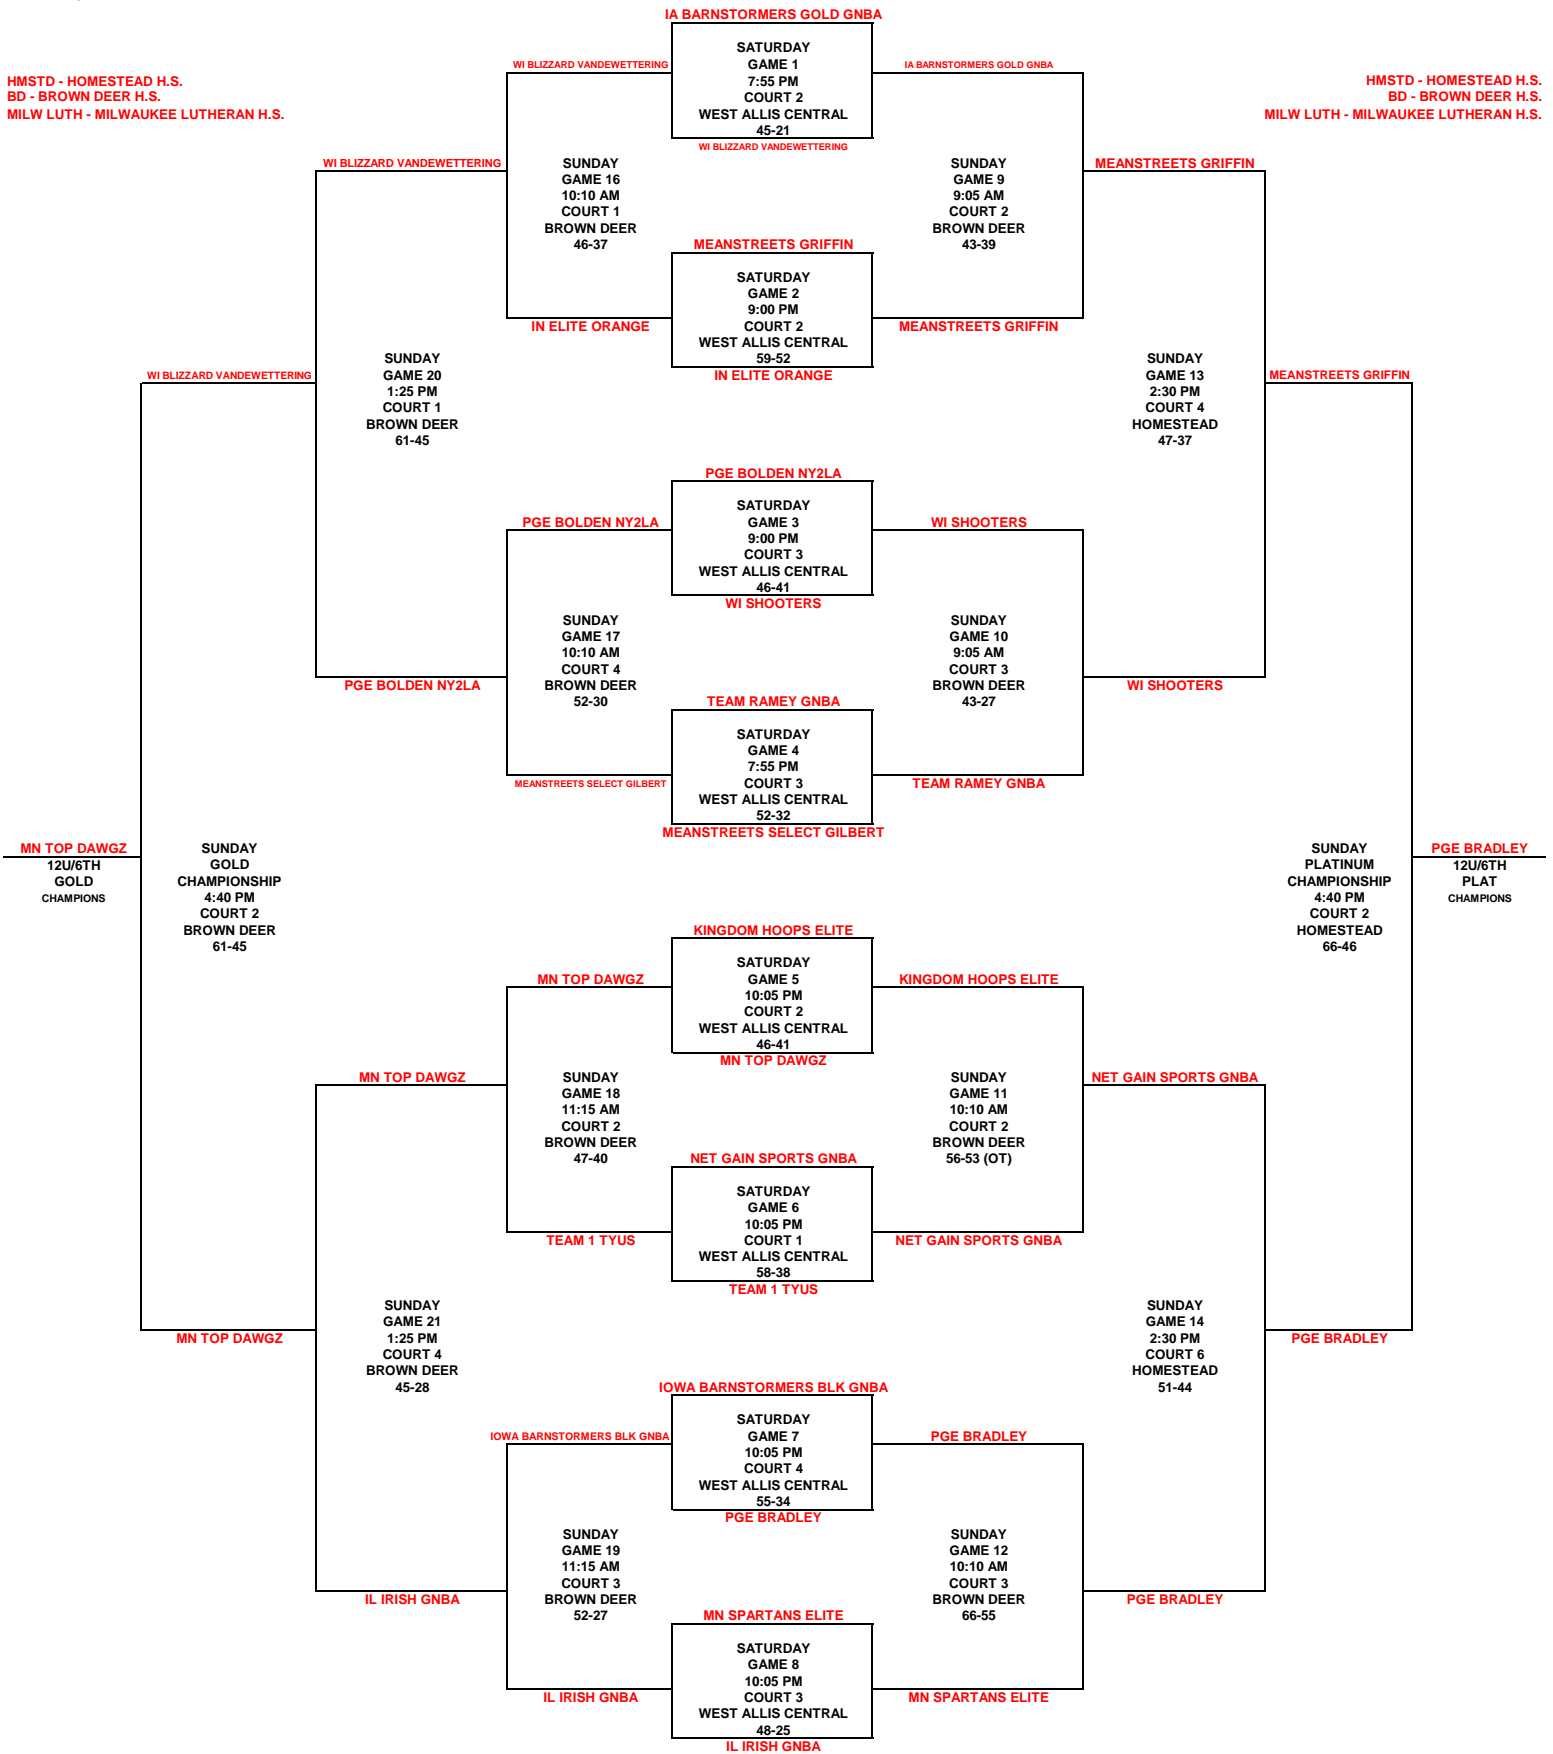 IA BARNSTORMERS GOLD GNBA
SATURDAY
GAME 1
7:55 PM
COURT 2
WEST ALLIS CENTRAL
45-21
WI BLIZZARD VANDEWETTERING
WI BLIZZARD VANDEWETTERING
IA BARNSTORMERS GOLD GNBA
HMSTD - HOMESTEAD H.S.
BD - BROWN DEER H.S.
MILW LUTH - MILWAUKEE LUTHERAN H.S.
HMSTD - HOMESTEAD H.S.
BD - BROWN DEER H.S.
MILW LUTH - MILWAUKEE LUTHERAN H.S.
WI BLIZZARD VANDEWETTERING
SUNDAY
GAME 16
10:10 AM
COURT 1
BROWN DEER
46-37
SUNDAY
GAME 9
9:05 AM
COURT 2
BROWN DEER
43-39
MEANSTREETS GRIFFIN
MEANSTREETS GRIFFIN
SATURDAY
GAME 2
9:00 PM
COURT 2
WEST ALLIS CENTRAL
59-52
IN ELITE ORANGE
IN ELITE ORANGE
MEANSTREETS GRIFFIN
WI BLIZZARD VANDEWETTERING
SUNDAY
GAME 20
1:25 PM
COURT 1
BROWN DEER
61-45
SUNDAY
GAME 13
2:30 PM
COURT 4
HOMESTEAD
47-37
MEANSTREETS GRIFFIN
PGE BOLDEN NY2LA
SATURDAY
GAME 3
9:00 PM
COURT 3
WEST ALLIS CENTRAL
46-41
WI SHOOTERS
PGE BOLDEN NY2LA
WI SHOOTERS
SUNDAY
GAME 17
10:10 AM
COURT 4
BROWN DEER
52-30
SUNDAY
GAME 10
9:05 AM
COURT 3
BROWN DEER
43-27
PGE BOLDEN NY2LA
WI SHOOTERS
TEAM RAMEY GNBA
SATURDAY
GAME 4
7:55 PM
COURT 3
WEST ALLIS CENTRAL
52-32
MEANSTREETS SELECT GILBERT
MEANSTREETS SELECT GILBERT
TEAM RAMEY GNBA
MN TOP DAWGZ
12U/6TH
GOLD
CHAMPIONS
SUNDAY
GOLD
CHAMPIONSHIP
4:40 PM
COURT 2
BROWN DEER
61-45
SUNDAY
PLATINUM
CHAMPIONSHIP
4:40 PM
COURT 2
HOMESTEAD
66-46
PGE BRADLEY
12U/6TH
PLAT
CHAMPIONS
KINGDOM HOOPS ELITE
SATURDAY
GAME 5
10:05 PM
COURT 2
WEST ALLIS CENTRAL
46-41
MN TOP DAWGZ
MN TOP DAWGZ
KINGDOM HOOPS ELITE
MN TOP DAWGZ
SUNDAY
GAME 18
11:15 AM
COURT 2
BROWN DEER
47-40
SUNDAY
GAME 11
10:10 AM
COURT 2
BROWN DEER
56-53 (OT)
NET GAIN SPORTS GNBA
NET GAIN SPORTS GNBA
SATURDAY
GAME 6
10:05 PM
COURT 1
WEST ALLIS CENTRAL
58-38
TEAM 1 TYUS
TEAM 1 TYUS
NET GAIN SPORTS GNBA
MN TOP DAWGZ
SUNDAY
GAME 21
1:25 PM
COURT 4
BROWN DEER
45-28
SUNDAY
GAME 14
2:30 PM
COURT 6
HOMESTEAD
51-44
PGE BRADLEY
IOWA BARNSTORMERS BLK GNBA
SATURDAY
GAME 7
10:05 PM
COURT 4
WEST ALLIS CENTRAL
55-34
PGE BRADLEY
IOWA BARNSTORMERS BLK GNBA
PGE BRADLEY
SUNDAY
GAME 19
11:15 AM
COURT 3
BROWN DEER
52-27
SUNDAY
GAME 12
10:10 AM
COURT 3
BROWN DEER
66-55
IL IRISH GNBA
PGE BRADLEY
MN SPARTANS ELITE
SATURDAY
GAME 8
10:05 PM
COURT 3
WEST ALLIS CENTRAL
48-25
IL IRISH GNBA
IL IRISH GNBA
MN SPARTANS ELITE